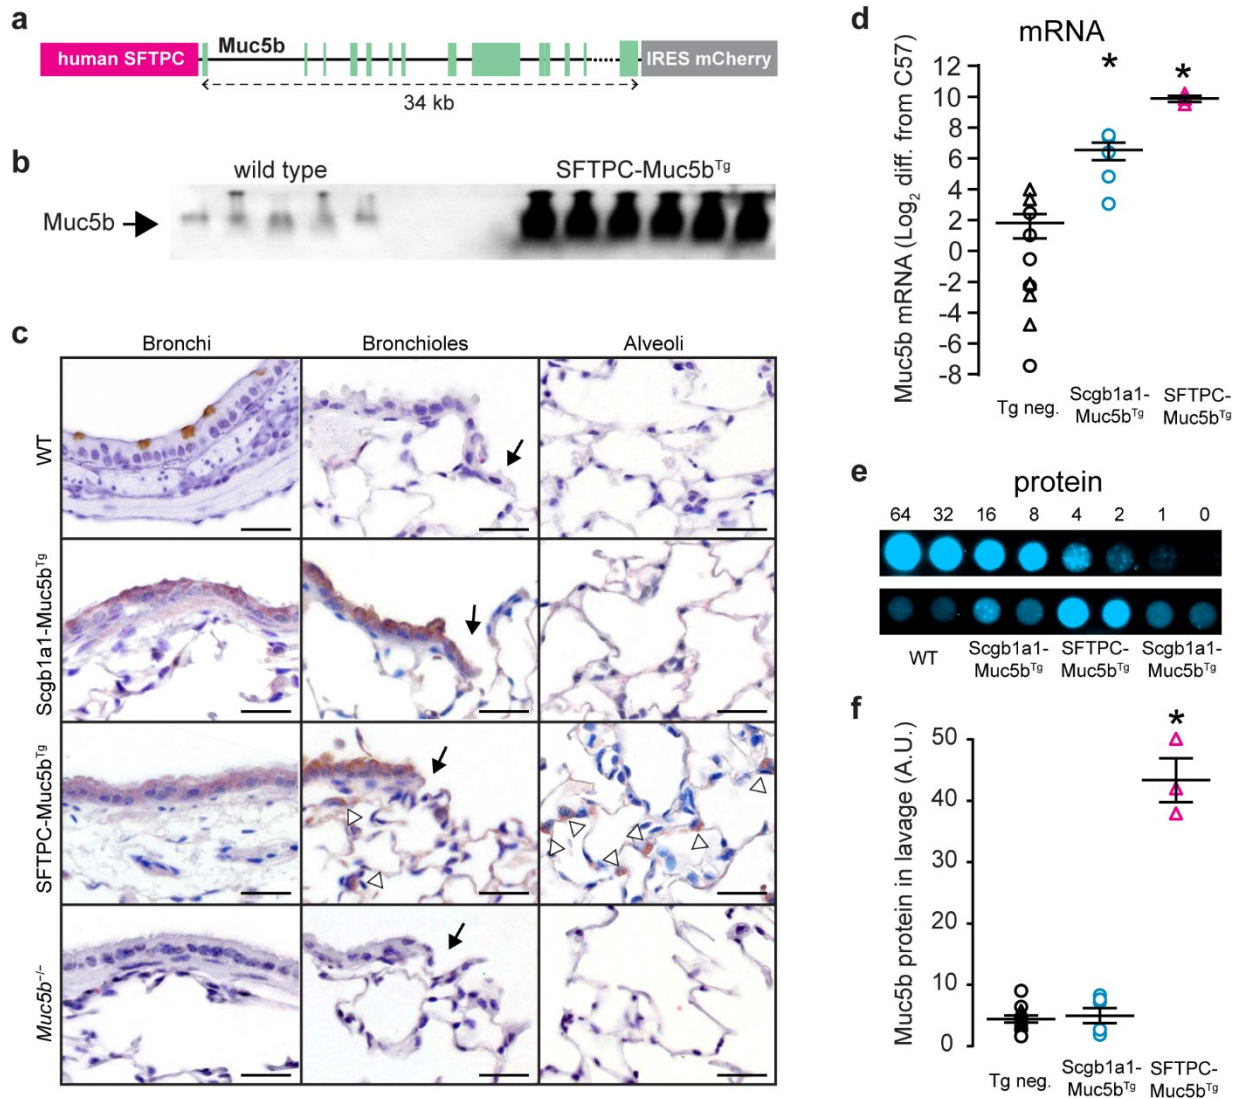 a
human SFTPC
Muc5b
IRES mCherry
34 kb
b
wild type
SFTPC-Muc5bTg
Muc5b
c
Bronchi
Bronchioles
Alveoli
WT
Scgb1a1-Muc5bTg
SFTPC-Muc5bTg
Muc5b-/-
d
mRNA
Muc5b mRNA (Log2 diff. from C57)
12
10
8
6
4
2
0
-2
-4
-6
-8
*
*
Tg neg.
Scgb1a1-
Muc5bTg
SFTPC-
Muc5bTg
e
protein
64 32 16 8 4 2 1 0
WT
Scgb1a1-
Muc5bTg
SFTPC-
Muc5bTg
Scgb1a1-
Muc5bTg
f
Muc5b protein in lavage (A.U.)
50
40
30
20
10
0
*
Tg neg.
Scgb1a1-
Muc5bTg
SFTPC-
Muc5bTg